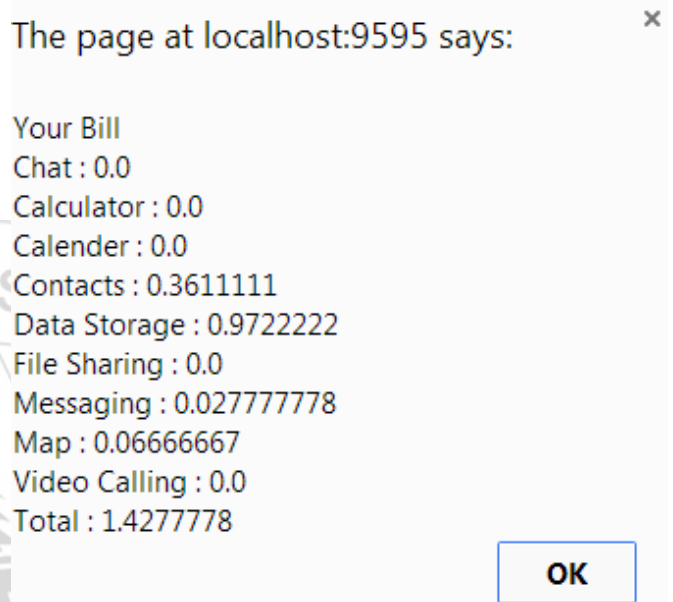 The page at localhost:9595 says:
Your Bill
Chat : 0.0
Calculator : 0.0
Calender : 0.0
Contacts : 0.3611111
Data Storage : 0.9722222
File Sharing : 0.0
Messaging : 0.027777778
Map : 0.06666667
Video Calling : 0.0
Total : 1.4277778
OK